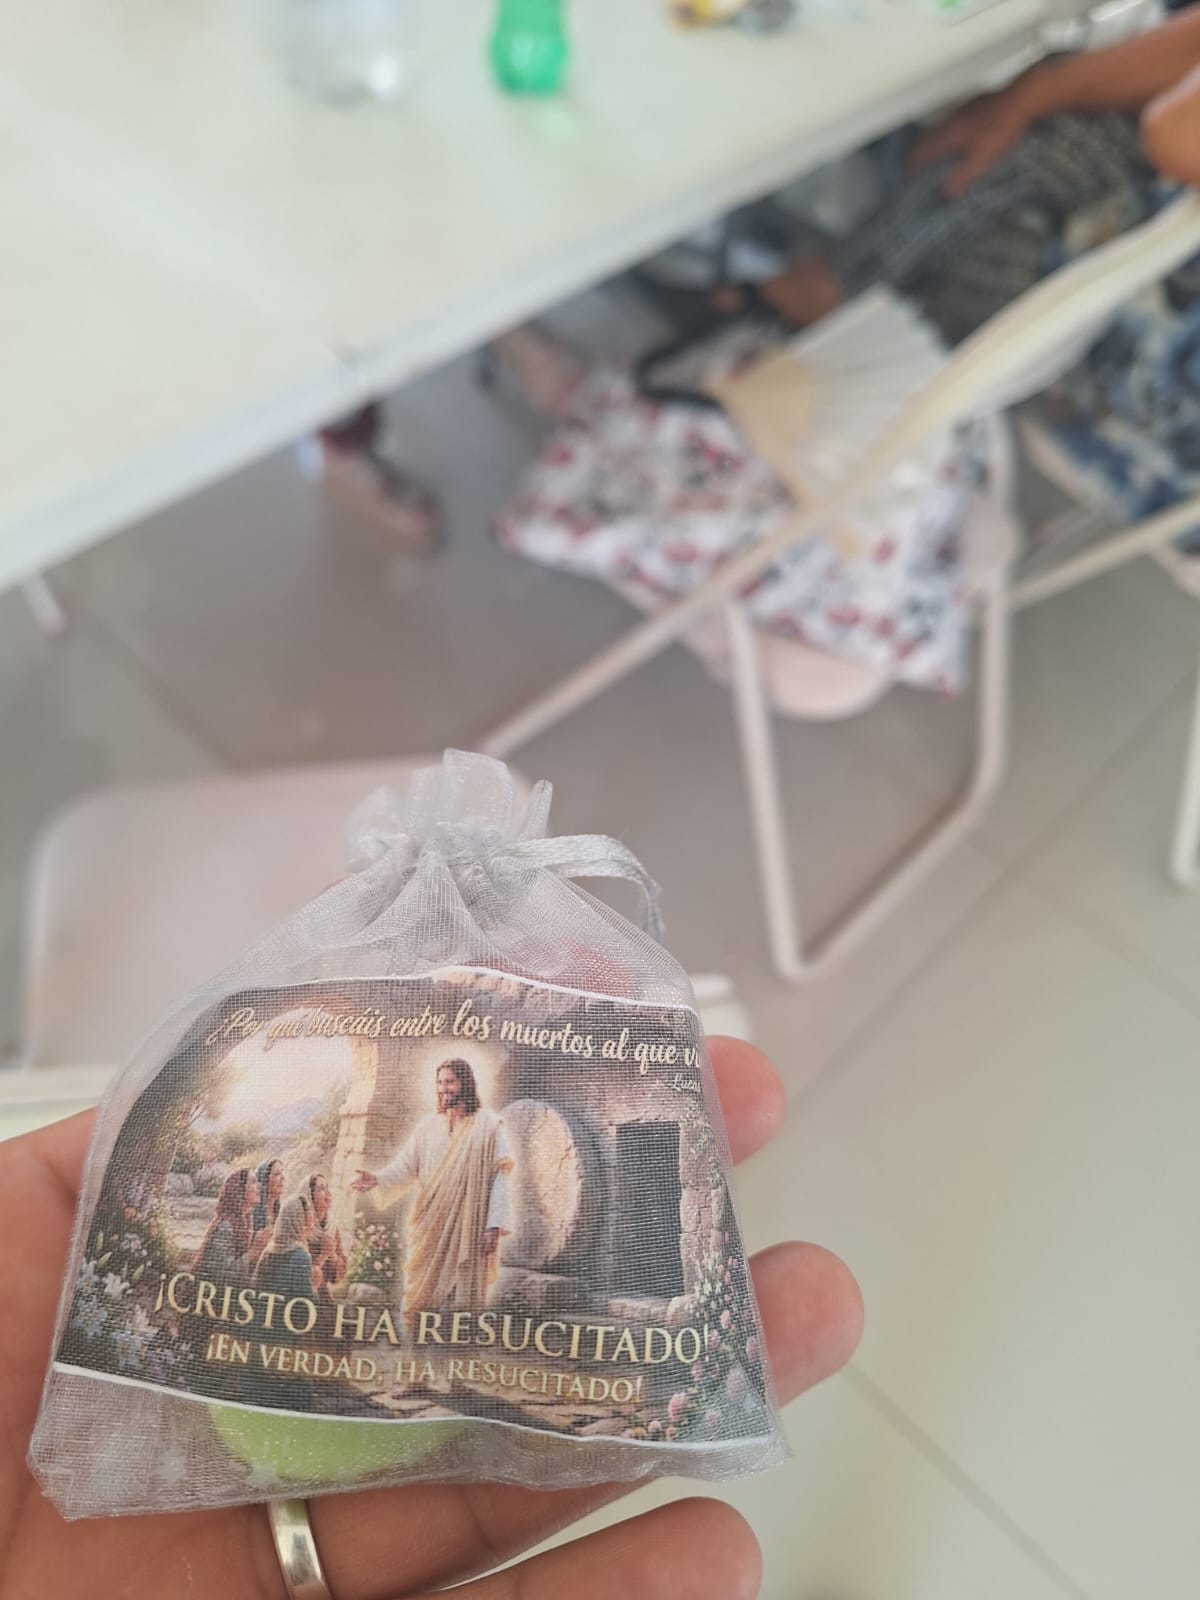 ¿Por qué buscáis entre los muertos al que
¡CRISTO HA RESUCITADO!
¡EN VERDAD, HA RESUCITADO!